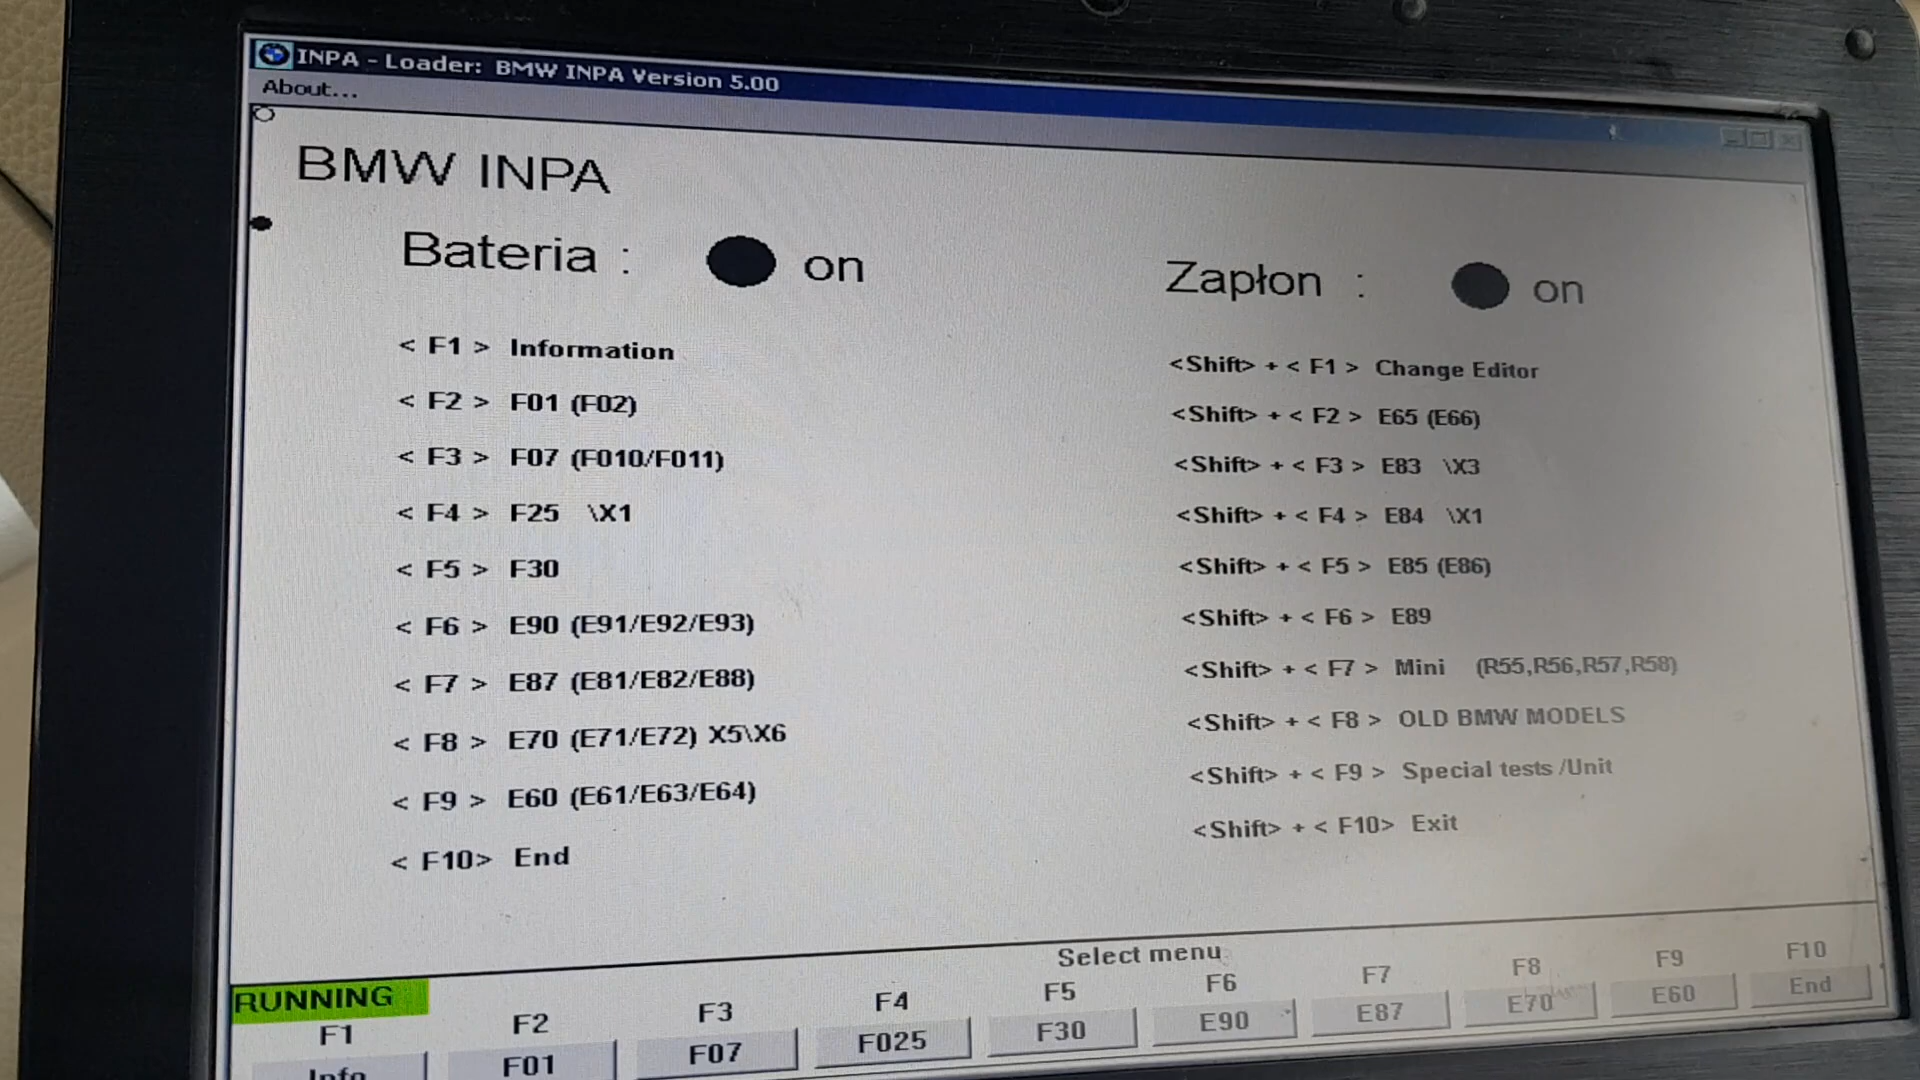 INPA - Loader: BMW INPA Version 5.00
About...
BMW INPA
Bateria : on
Zapłon : on
< F1 > Information
< F2 > F01 (F02)
< F3 > F07 (F010/F011)
< F4 > F25 \X1
< F5 > F30
< F6 > E90 (E91/E92/E93)
< F7 > E87 (E81/E82/E88)
< F8 > E70 (E71/E72) X5\X6
< F9 > E60 (E61/E63/E64)
< F10> End
<Shift> + < F1 > Change Editor
<Shift> + < F2 > E65 (E66)
<Shift> + < F3 > E83 \X3
<Shift> + < F4 > E84 \X1
<Shift> + < F5 > E85 (E86)
<Shift> + < F6 > E89
<Shift> + < F7 > Mini (R55,R56,R57,R58)
<Shift> + < F8 > OLD BMW MODELS
<Shift> + < F9 > Special tests /Unit
<Shift> + < F10> Exit
Select menu
RUNNING
F1 F2 F3 F4 F5 F6 F7 F8 F9 F10
Info F01 F07 F025 F30 E90 E87 E70 E60 End